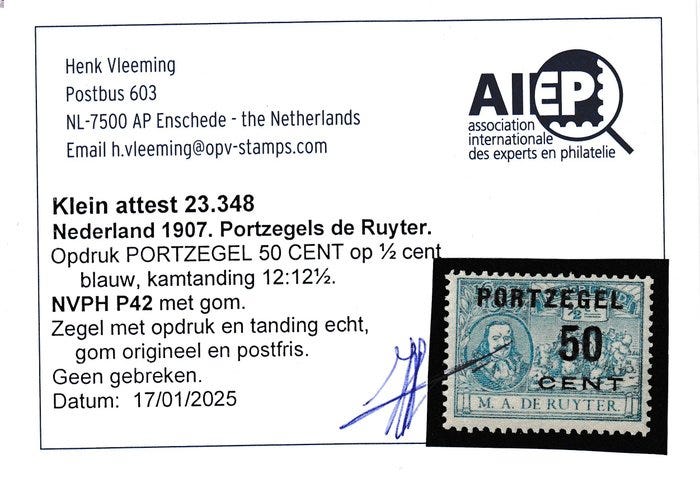 Henk Vleeming
Postbus 603
NL-7500 AP Enschede - the Netherlands
Email h.vleeming@opv-stamps.com
AIEP
association
internationale
des experts en philatelie
Klein attest 23.348
Nederland 1907. Portzegels de Ruyter.
Opdruk PORTZEGEL 50 CENT op ½ cent
blauw, kamtanding 12:12½.
NVPH P42 met gom.
Zegel met opdruk en tanding echt,
gom origineel en postfris.
Geen gebreken.
Datum: 17/01/2025
PORTZEGEL
½
50
CENT
M. A. DE RUYTER.